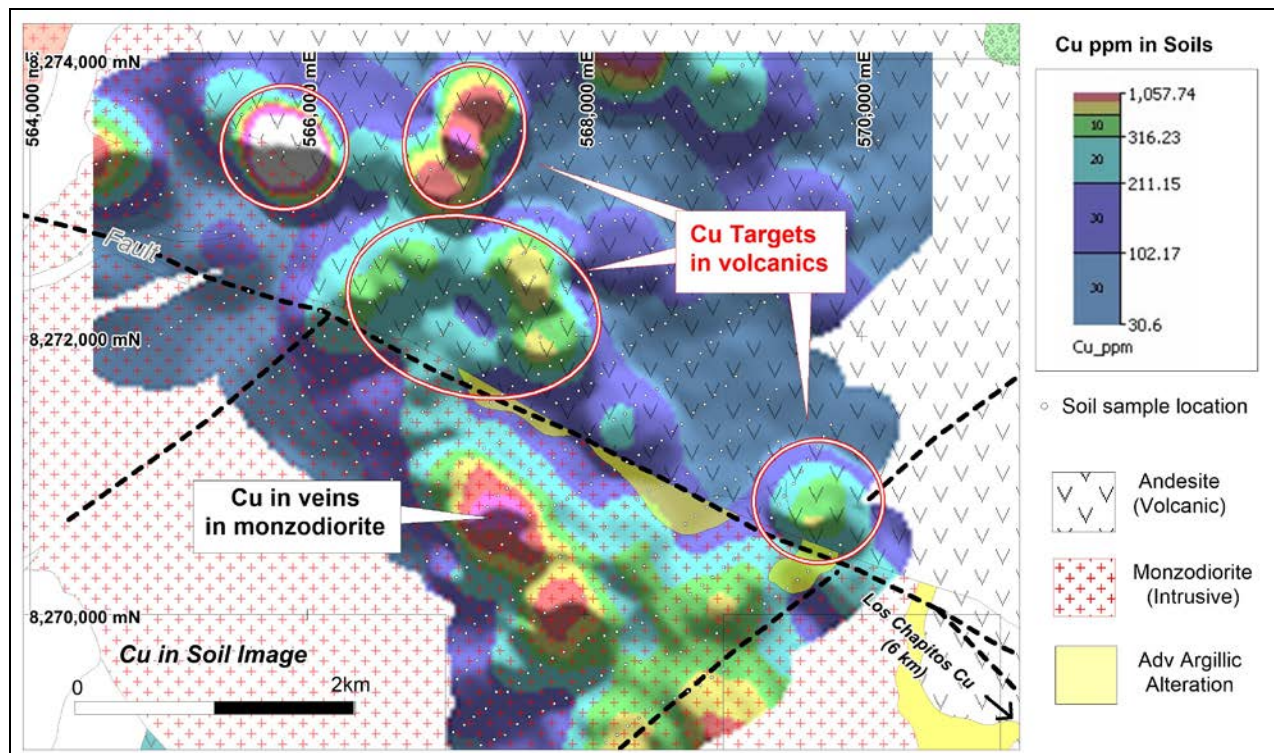 8,274,000 mN
564,000 mE
566,000 mE
568,000 mE
570,000 mE
Fault
Cu Targets
in volcanics
8,272,000 mN
Cu in veins
in monzodiorite
8,270,000 mN
Los Chapitos Cu
(6 km)
Cu in Soil Image
0
2km
Cu ppm in Soils
1,057.74
10
316.23
20
211.15
30
102.17
30
30.6
Cu_ppm
Soil sample location
Andesite
(Volcanic)
Monzodiorite
(Intrusive)
Adv Argillic
Alteration